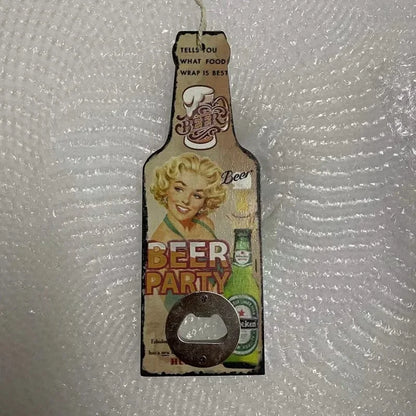 TELLS YOU
WHAT FOOD
WRAP IS BEST
BEER
Beer
BEER
PARTY
Heineken